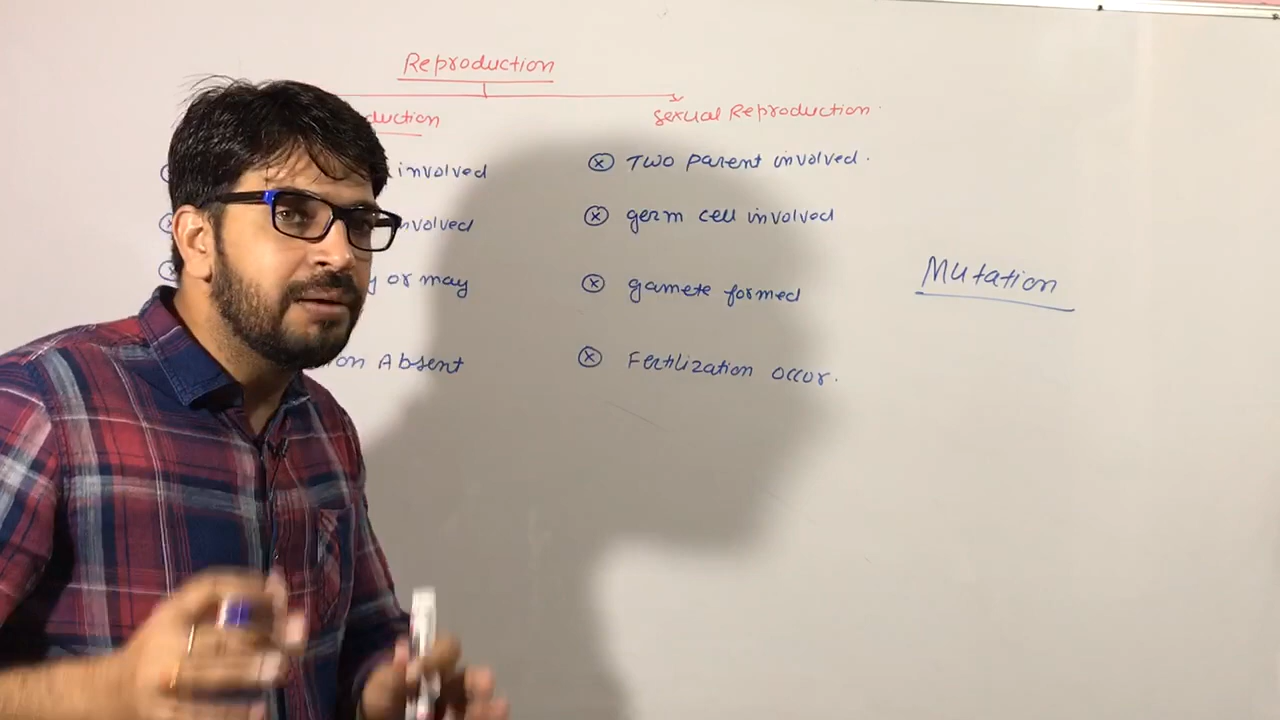 Reproduction
duction
Sexual Reproduction.
involved
Two parent involved.
nvolved
germ cell involved
y or may
gamete formed
Mutation
on Absent
Fertilization occor.